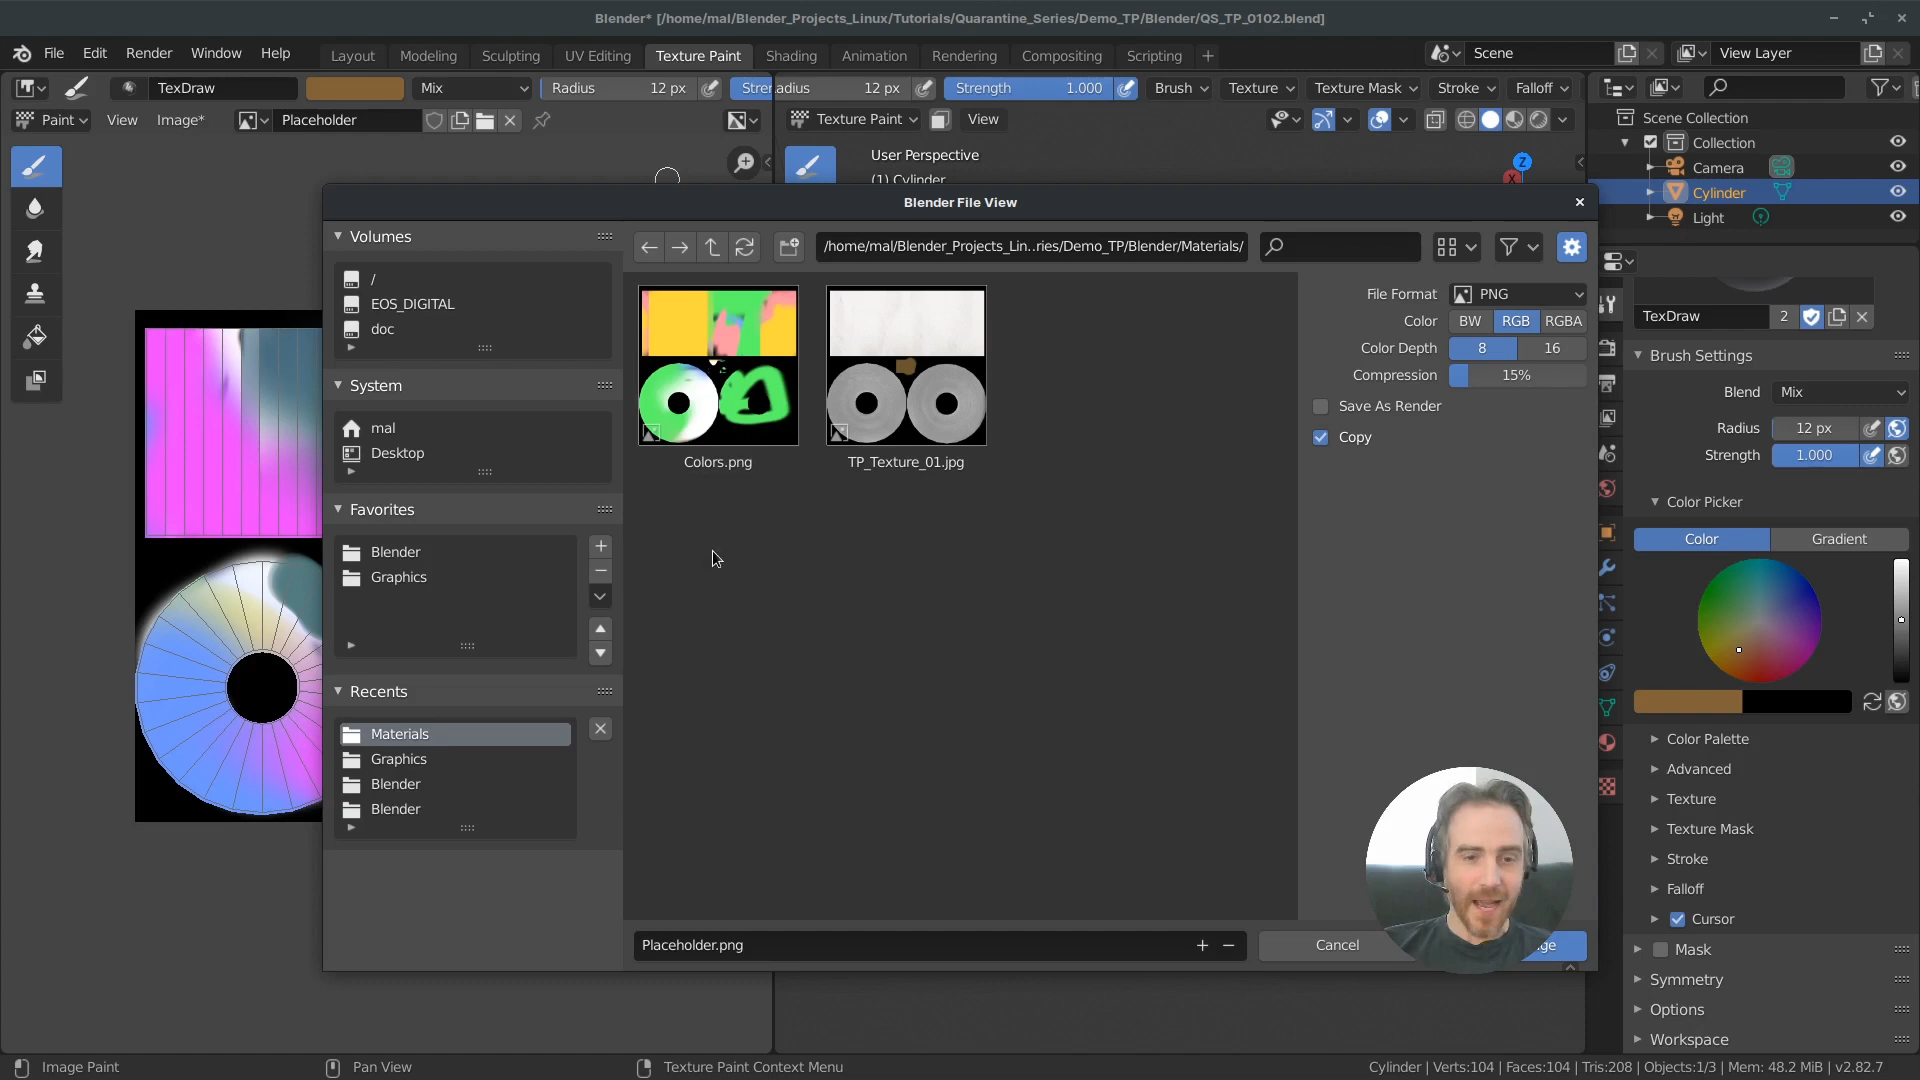 Blender* [/home/mal/Blender_Projects_Linux/Tutorials/Quarantine_Series/Demo_TP/Blender/QS_TP_0102.blend]
File Edit Render Window Help
Layout Modeling Sculpting UV Editing Texture Paint Shading Animation Rendering Compositing Scripting
Scene
View Layer
TexDraw
Mix
Radius 12 px
Stren
adius 12 px
Strength 1.000
Brush Texture Texture Mask Stroke Falloff
Paint View Image* Placeholder
Texture Paint View
User Perspective
(1) Cylinder
Z
X
Scene Collection
Collection
Camera
Cylinder
Light
Blender File View
Volumes
/
EOS_DIGITAL
doc
System
mal
Desktop
Favorites
Blender
Graphics
Recents
Materials
Graphics
Blender
Blender
/home/mal/Blender_Projects_Lin..ries/Demo_TP/Blender/Materials/
Colors.png
TP_Texture_01.jpg
File Format PNG
Color BW RGB RGBA
Color Depth 8 16
Compression 15%
Save As Render
Copy
Placeholder.png
Cancel
ge
TexDraw 2
Brush Settings
Blend Mix
Radius 12 px
Strength 1.000
Color Picker
Color Gradient
Color Palette
Advanced
Texture
Texture Mask
Stroke
Falloff
Cursor
Mask
Symmetry
Options
Workspace
Image Paint
Pan View
Texture Paint Context Menu
Cylinder | Verts:104 | Faces:104 | Tris:208 | Objects:1/3 | Mem: 48.2 MiB | v2.82.7